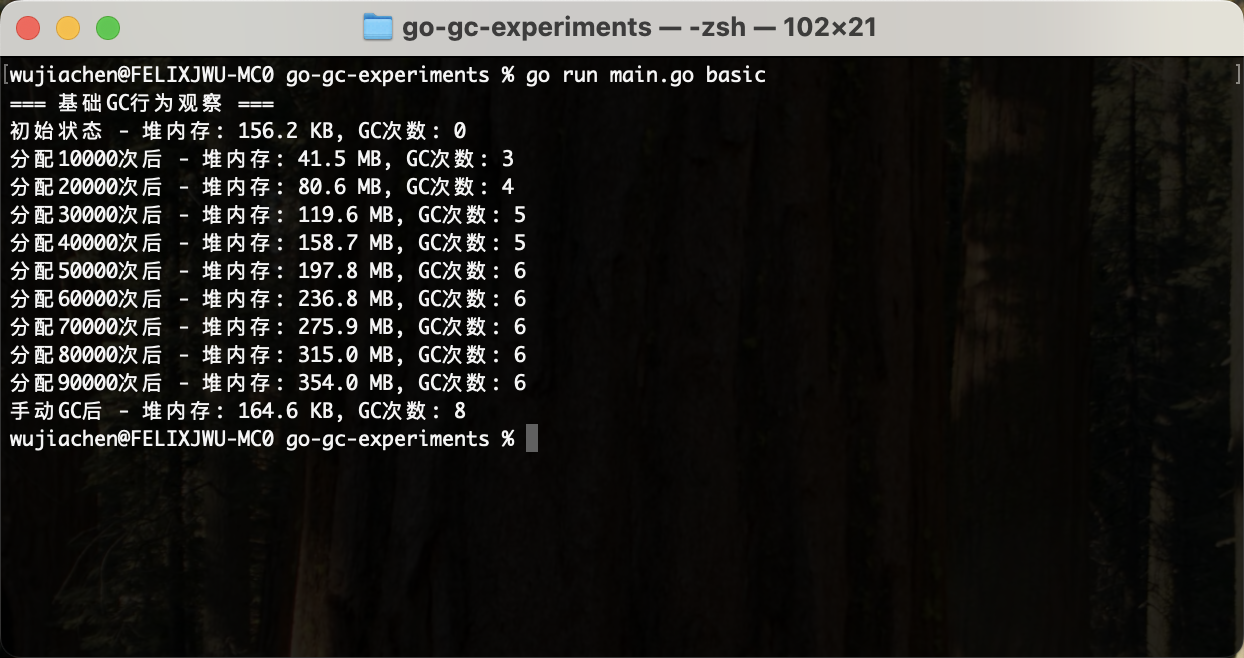 go-gc-experiments — -zsh — 102×21
[wujiachen@FELIXJWU-MC0 go-gc-experiments % go run main.go basic ]
=== 基础GC行为观察 ===
初始状态 - 堆内存: 156.2 KB, GC次数: 0
分配10000次后 - 堆内存: 41.5 MB, GC次数: 3
分配20000次后 - 堆内存: 80.6 MB, GC次数: 4
分配30000次后 - 堆内存: 119.6 MB, GC次数: 5
分配40000次后 - 堆内存: 158.7 MB, GC次数: 5
分配50000次后 - 堆内存: 197.8 MB, GC次数: 6
分配60000次后 - 堆内存: 236.8 MB, GC次数: 6
分配70000次后 - 堆内存: 275.9 MB, GC次数: 6
分配80000次后 - 堆内存: 315.0 MB, GC次数: 6
分配90000次后 - 堆内存: 354.0 MB, GC次数: 6
手动GC后 - 堆内存: 164.6 KB, GC次数: 8
wujiachen@FELIXJWU-MC0 go-gc-experiments %